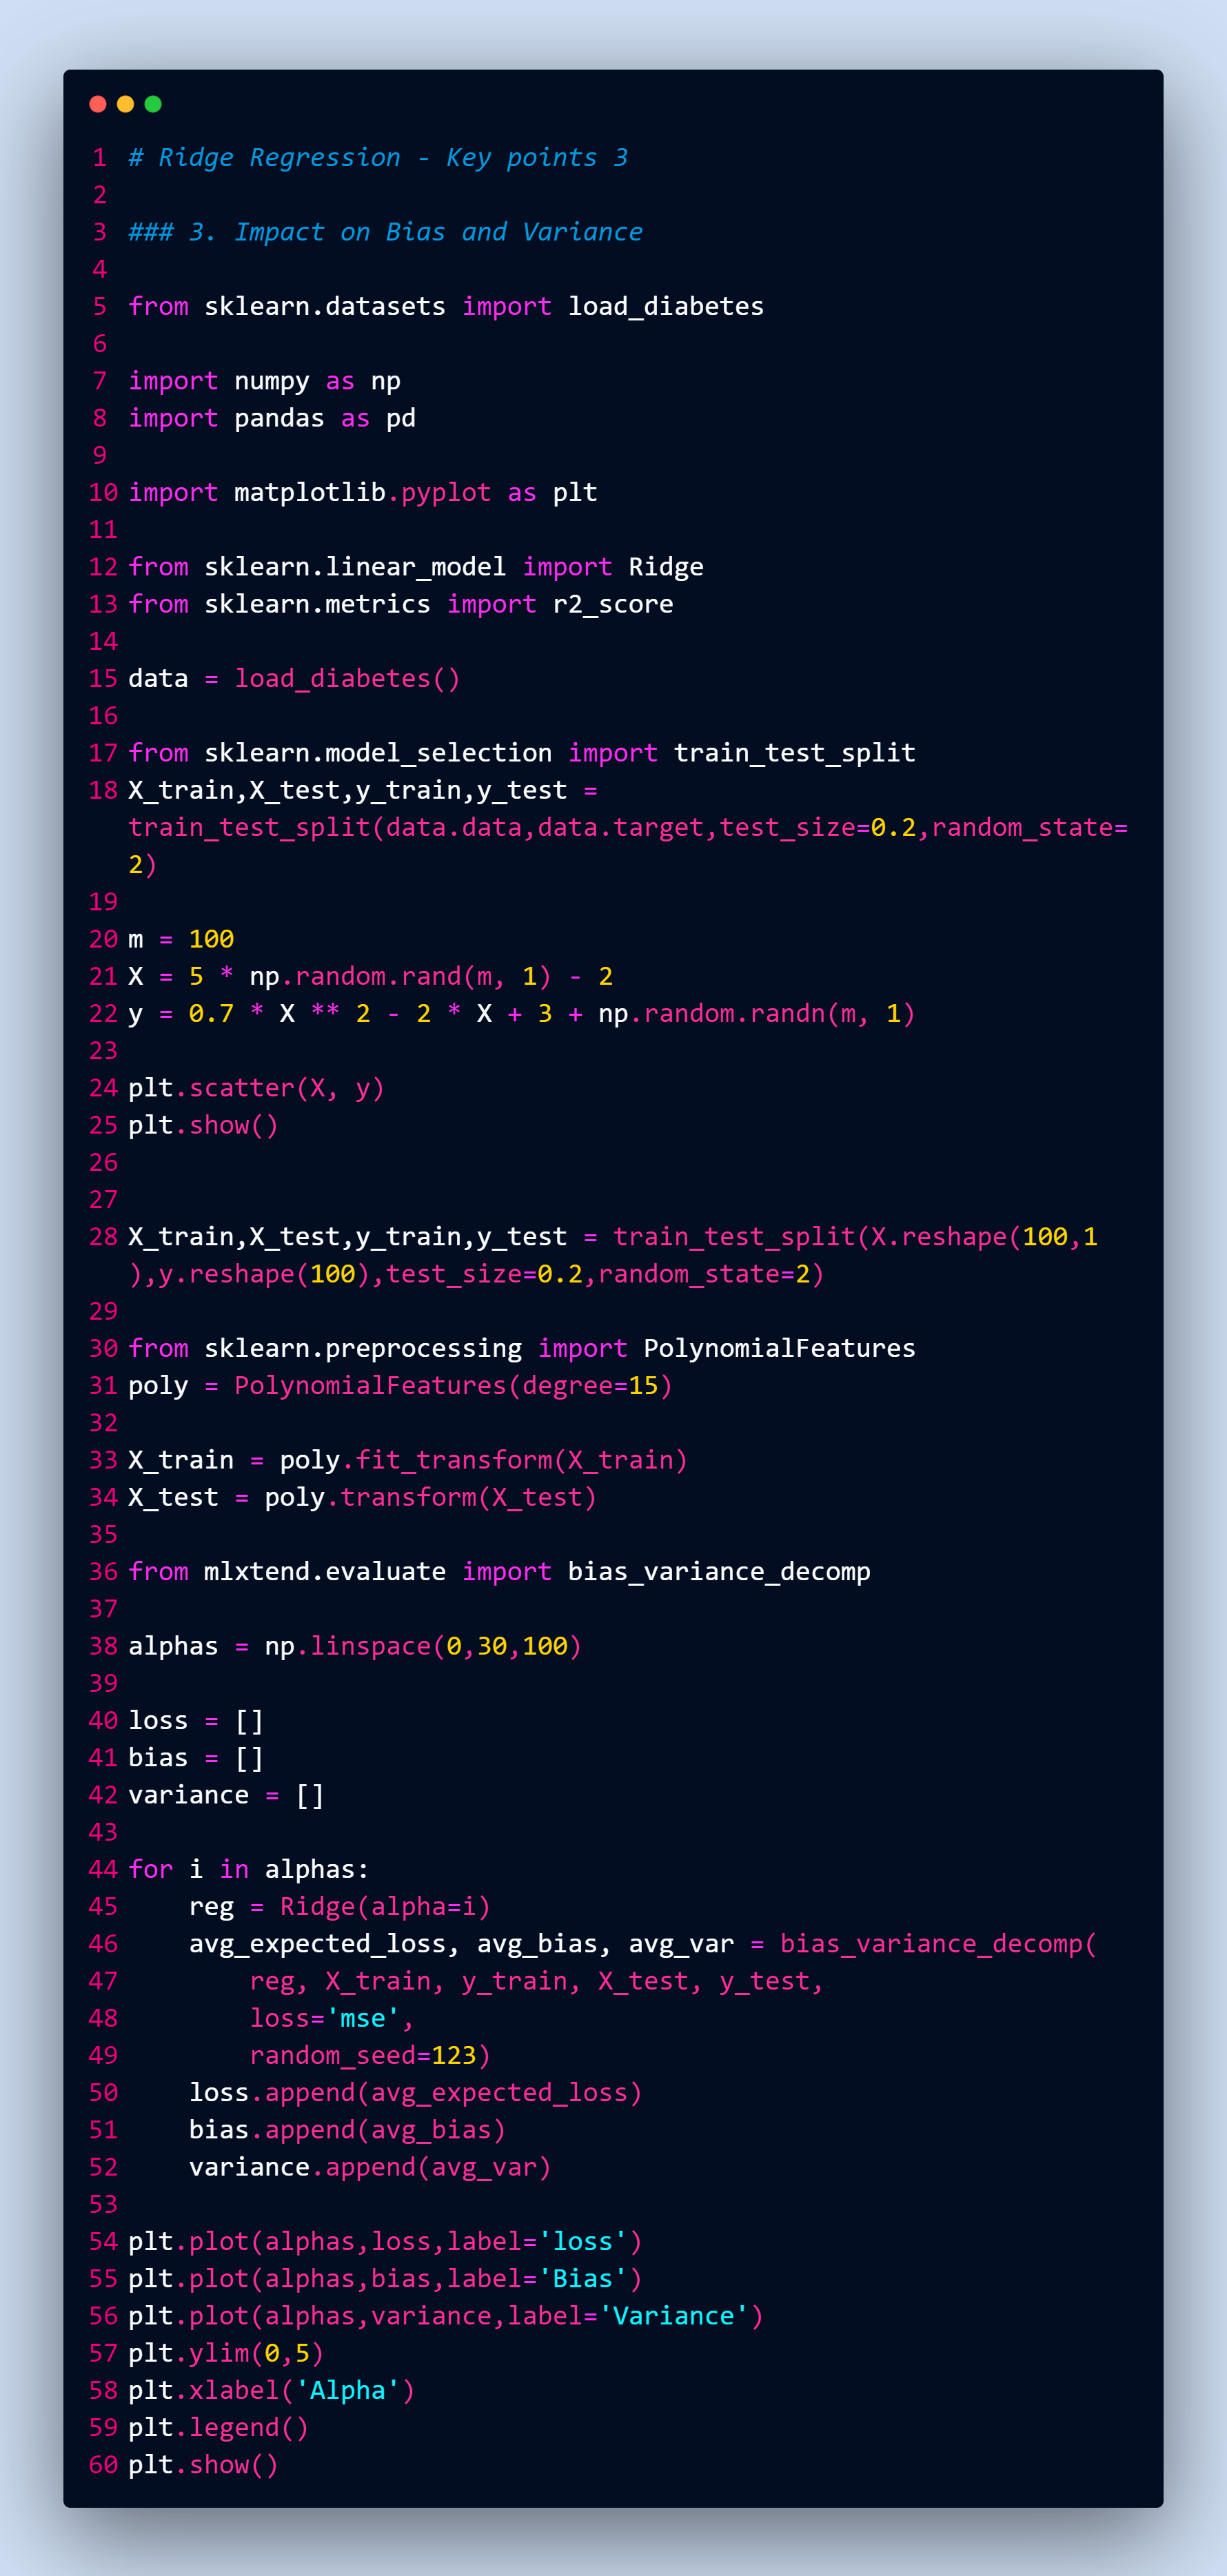 1 # Ridge Regression - Key points 3
2
3 ### 3. Impact on Bias and Variance
4
5 from sklearn.datasets import load_diabetes
6
7 import numpy as np
8 import pandas as pd
9
10 import matplotlib.pyplot as plt
11
12 from sklearn.linear_model import Ridge
13 from sklearn.metrics import r2_score
14
15 data = load_diabetes()
16
17 from sklearn.model_selection import train_test_split
18 X_train,X_test,y_train,y_test =
train_test_split(data.data,data.target,test_size=0.2,random_state=
2)
19
20 m = 100
21 X = 5 * np.random.rand(m, 1) - 2
22 y = 0.7 * X ** 2 - 2 * X + 3 + np.random.randn(m, 1)
23
24 plt.scatter(X, y)
25 plt.show()
26
27
28 X_train,X_test,y_train,y_test = train_test_split(X.reshape(100,1
),y.reshape(100),test_size=0.2,random_state=2)
29
30 from sklearn.preprocessing import PolynomialFeatures
31 poly = PolynomialFeatures(degree=15)
32
33 X_train = poly.fit_transform(X_train)
34 X_test = poly.transform(X_test)
35
36 from mlxtend.evaluate import bias_variance_decomp
37
38 alphas = np.linspace(0,30,100)
39
40 loss = []
41 bias = []
42 variance = []
43
44 for i in alphas:
45     reg = Ridge(alpha=i)
46     avg_expected_loss, avg_bias, avg_var = bias_variance_decomp(
47         reg, X_train, y_train, X_test, y_test,
48         loss='mse',
49         random_seed=123)
50     loss.append(avg_expected_loss)
51     bias.append(avg_bias)
52     variance.append(avg_var)
53
54 plt.plot(alphas,loss,label='loss')
55 plt.plot(alphas,bias,label='Bias')
56 plt.plot(alphas,variance,label='Variance')
57 plt.ylim(0,5)
58 plt.xlabel('Alpha')
59 plt.legend()
60 plt.show()